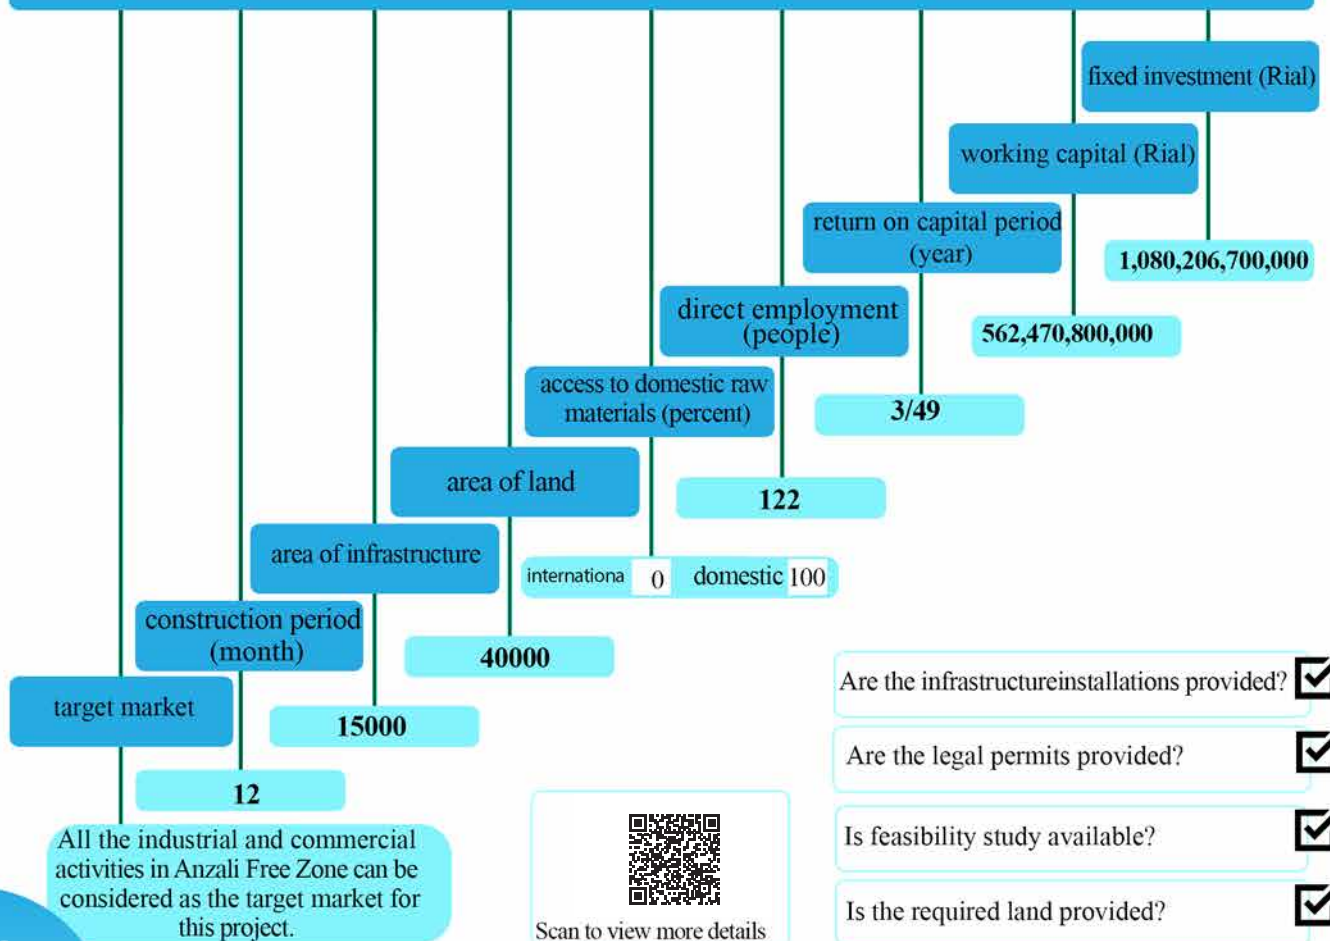 fixed investment (Rial)
1,080,206,700,000
working capital (Rial)
562,470,800,000
return on capital period
(year)
3/49
direct employment
(people)
122
access to domestic raw
materials (percent)
internationa 0 domestic 100
area of land
40000
area of infrastructure
15000
construction period
(month)
12
target market
All the industrial and commercial
activities in Anzali Free Zone can be
considered as the target market for
this project.
Scan to view more details
Are the infrastructureinstallations provided?
Are the legal permits provided?
Is feasibility study available?
Is the required land provided?